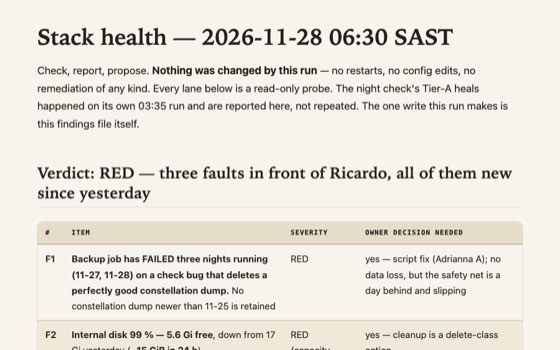 Stack health — 2026-11-28 06:30 SAST
Check, report, propose. Nothing was changed by this run — no restarts, no config edits, no
remediation of any kind. Every lane below is a read-only probe. The night check's Tier-A heals
happened on its own 03:35 run and are reported here, not repeated. The one write this run makes is
this findings file itself.
Verdict: RED — three faults in front of Ricardo, all of them new
since yesterday
# ITEM SEVERITY OWNER DECISION NEEDED
F1 Backup job has FAILED three nights running RED yes — script fix (Adrianna A); no
(11-27, 11-28) on a check bug that deletes a data loss, but the safety net is a
perfectly good constellation dump. No day behind and slipping
constellation dump newer than 11-25 is retained
F2 Internal disk 99 % — 5.6 Gi free, down from 17 RED yes — cleanup is a delete-class